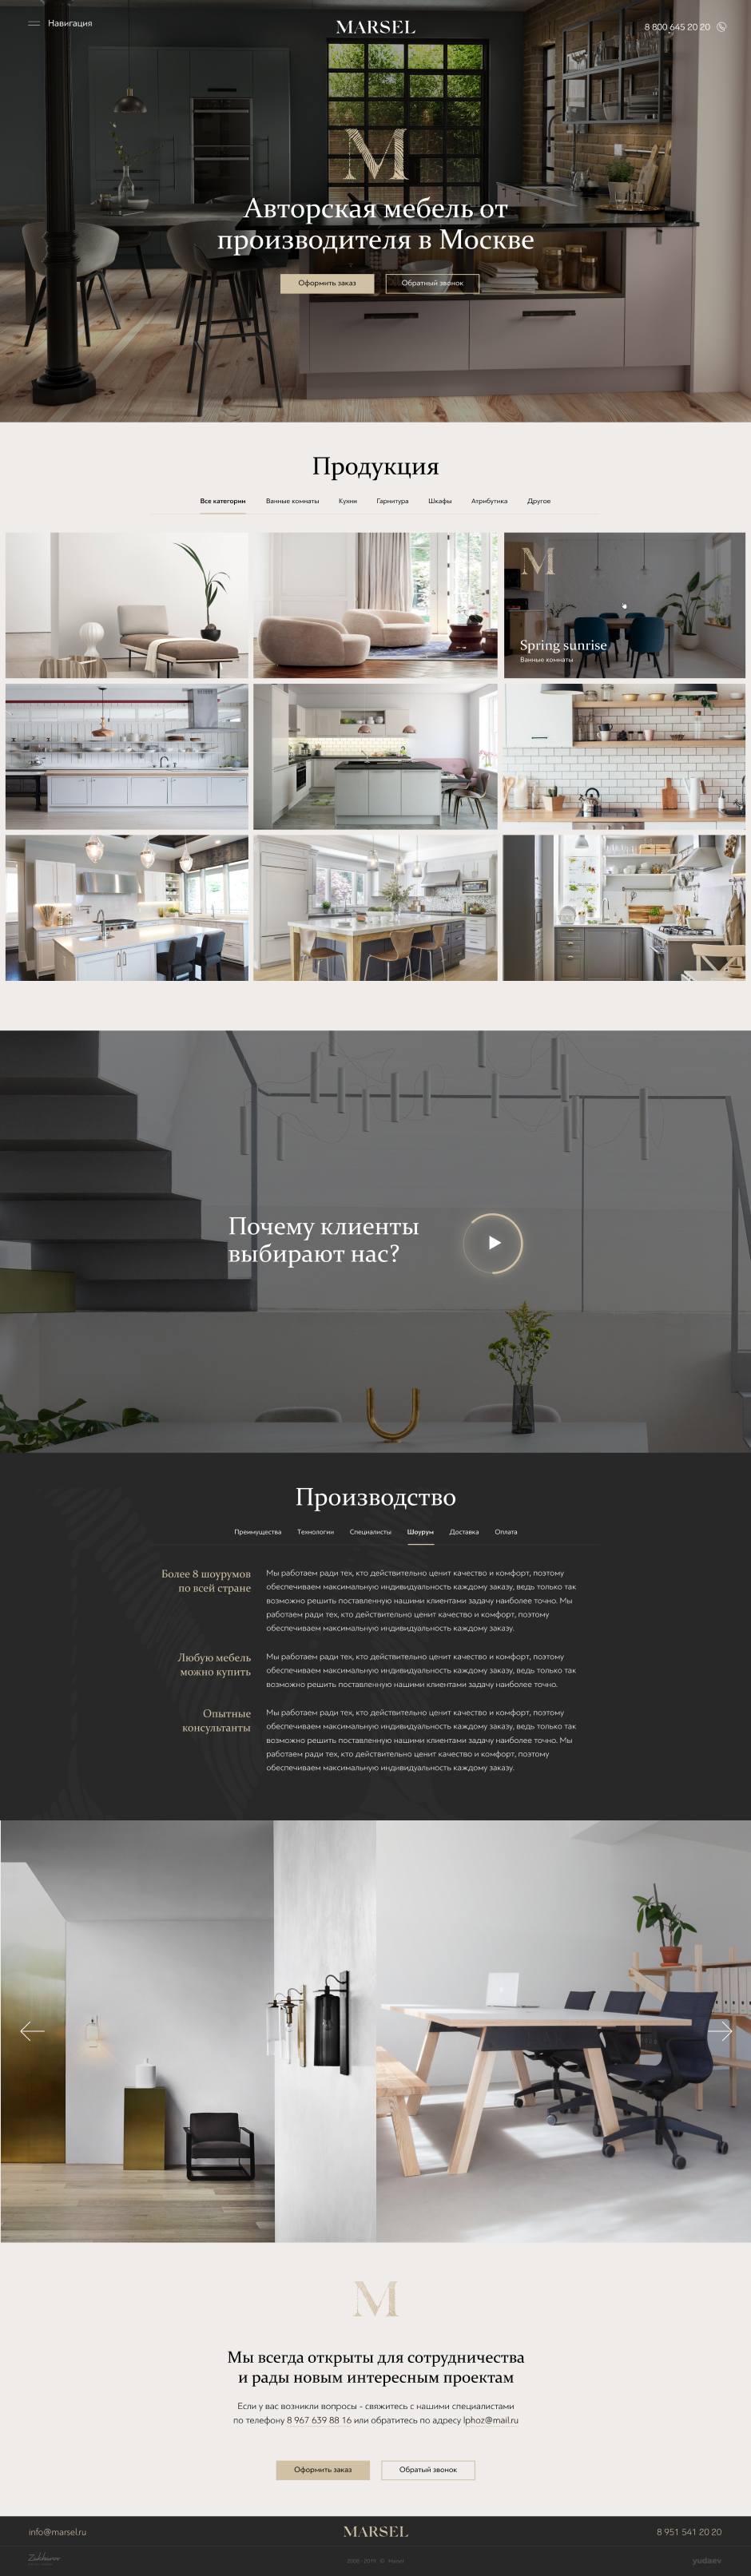 Навигация
MARSEL
8 800 645 20 20
M
Авторская мебель от
производителя в Москве
Оформить заказ
Обратный звонок
Продукция
Все категории
Ванные комнаты
Кухни
Гарнитура
Шкафы
Атрибутика
Другое
M
Spring sunrise
Ванные комнаты
Почему клиенты
выбирают нас?
Производство
Преимущества
Технологии
Специалисты
Шоурум
Доставка
Оплата
Более 8 шоурумов
по всей стране
Мы работаем ради тех, кто действительно ценит качество и комфорт, поэтому
обеспечиваем максимальную индивидуальность каждому заказу, ведь только так
возможно решить поставленную нашими клиентами задачу наиболее точно. Мы
работаем ради тех, кто действительно ценит качество и комфорт, поэтому
обеспечиваем максимальную индивидуальность каждому заказу.
Любую мебель
можно купить
Мы работаем ради тех, кто действительно ценит качество и комфорт, поэтому
обеспечиваем максимальную индивидуальность каждому заказу, ведь только так
возможно решить поставленную нашими клиентами задачу наиболее точно.
Опытные
консультанты
Мы работаем ради тех, кто действительно ценит качество и комфорт, поэтому
обеспечиваем максимальную индивидуальность каждому заказу, ведь только так
возможно решить поставленную нашими клиентами задачу наиболее точно. Мы
работаем ради тех, кто действительно ценит качество и комфорт, поэтому
обеспечиваем максимальную индивидуальность каждому заказу.
M
Мы всегда открыты для сотрудничества
и рады новым интересным проектам
Если у вас возникли вопросы - свяжитесь с нашими специалистами
по телефону 8 967 639 88 16 или обратитесь по адресу lphoz@mail.ru
Оформить заказ
Обратый звонок
info@marsel.ru
MARSEL
8 951 541 20 20
yudaev